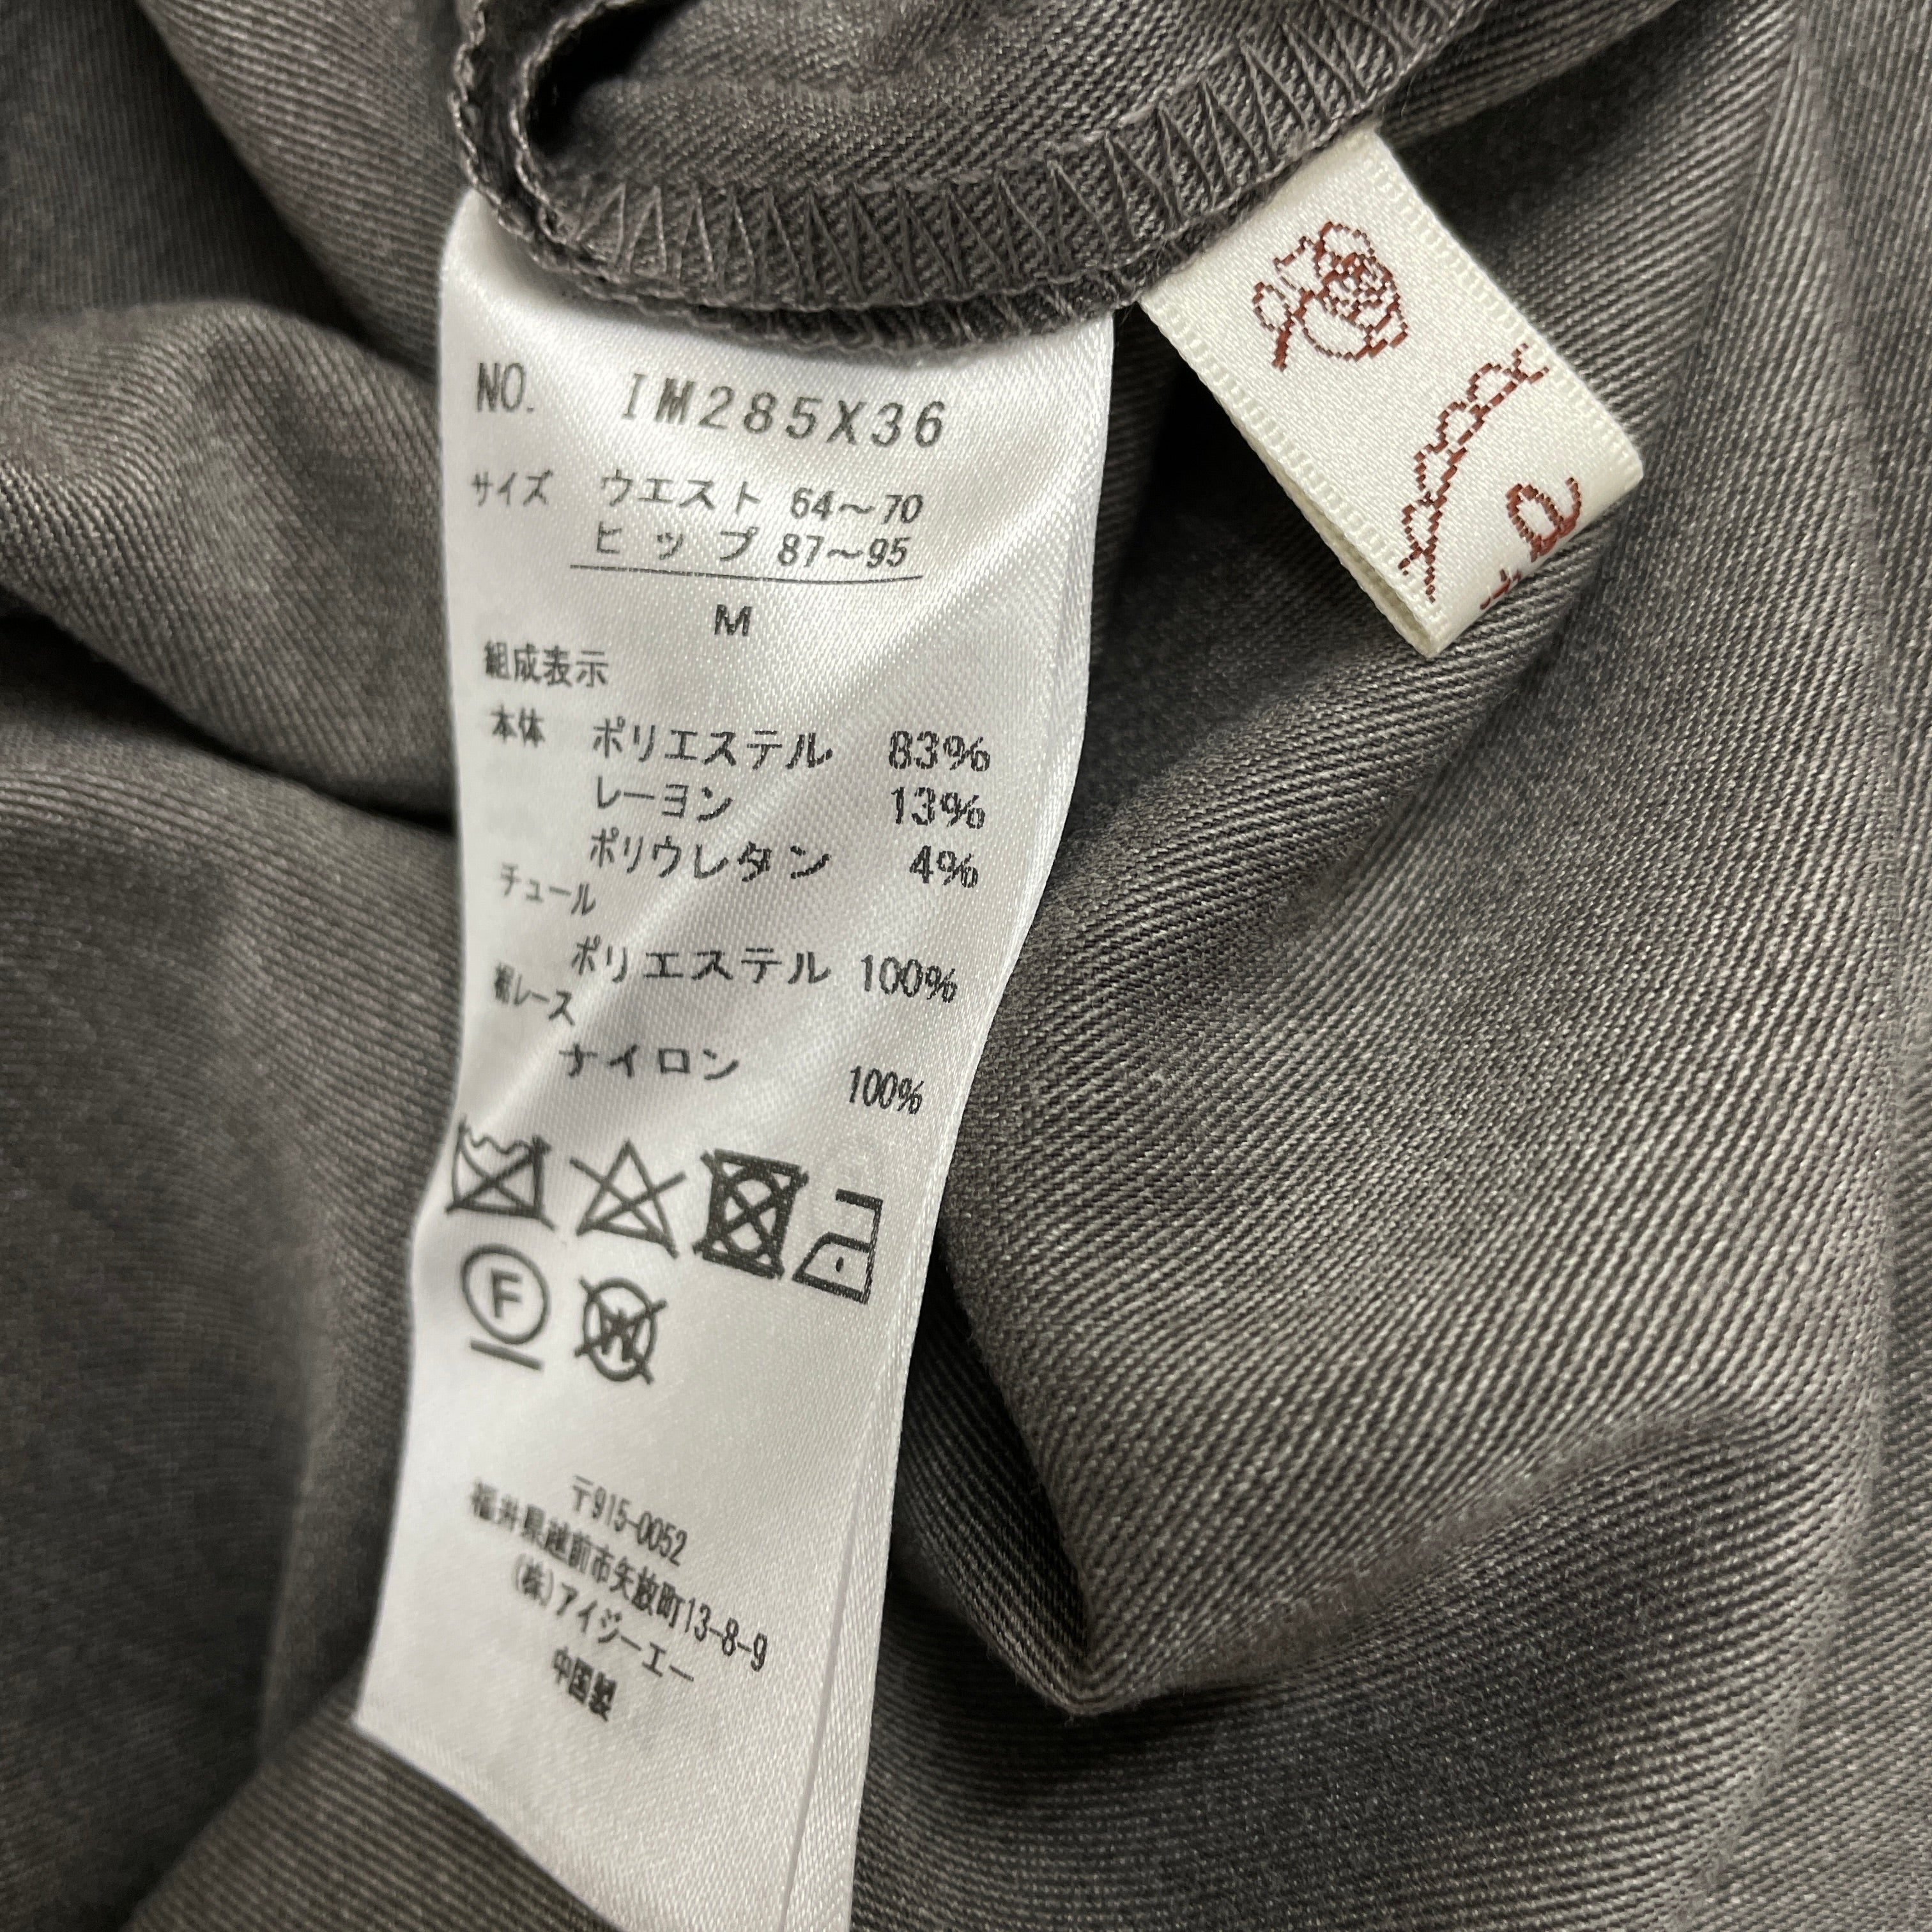 NO. IM285X36
サイズ ウエスト 64～70
ヒップ 87～95
M
組成表示
本体 ポリエステル 83%
レーヨン 13%
ポリウレタン 4%
チュール
ポリエステル 100%
裾レース
ナイロン 100%
F
W
〒915-0052
福井県越前市矢放町13-8-9
(株)アイジーエー
中国製